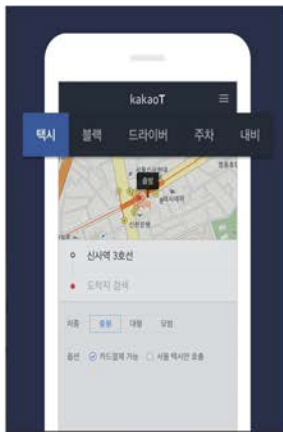 kakaoT
택시 블랙 드라이버 주차 내비
출발
신사역 3호선
도착지 검색
차종 중형 대형 모범
옵션 카드결제 가능 서울 택시만 호출